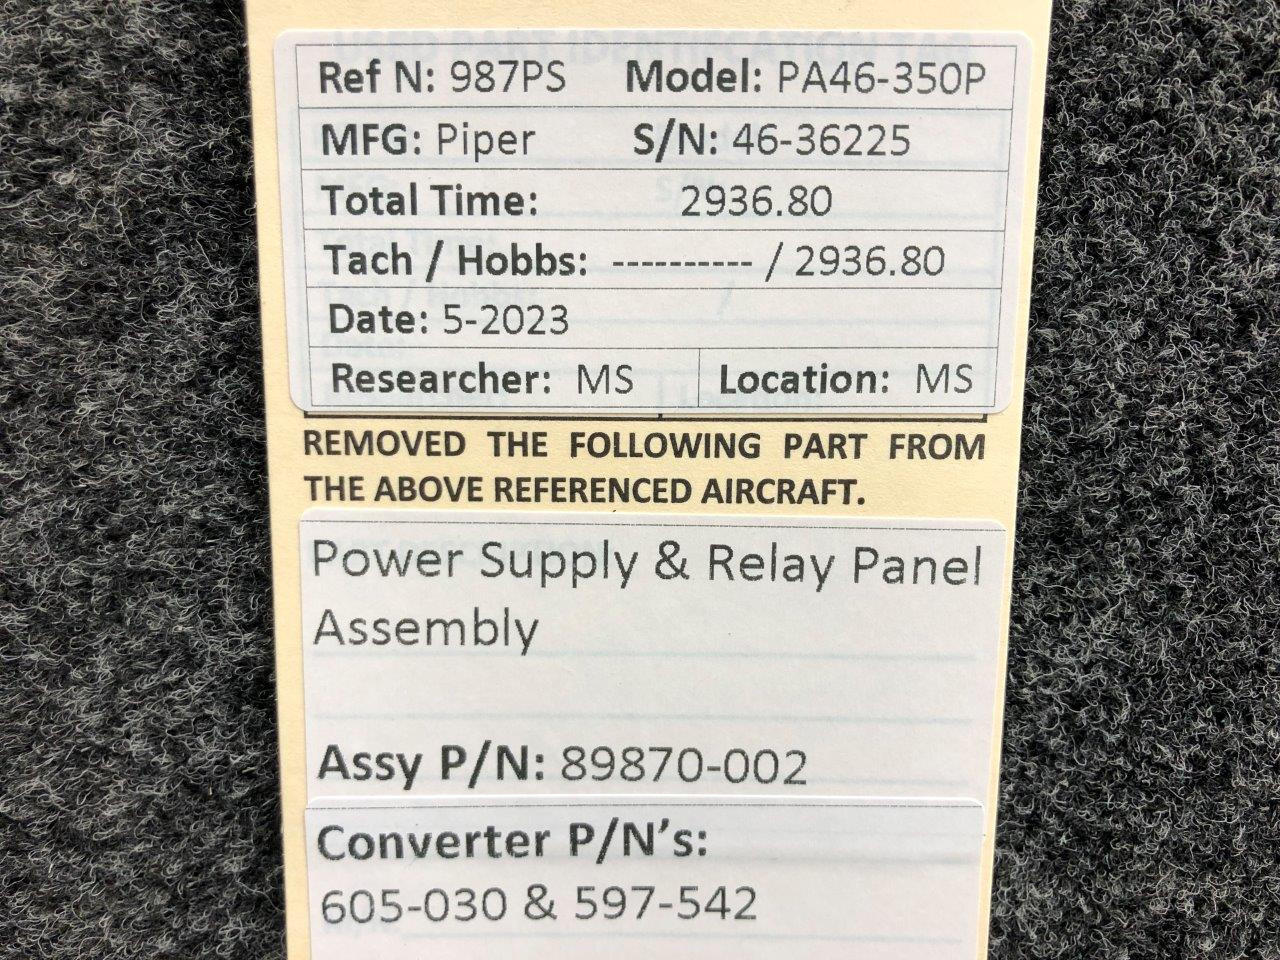 Ref N: 987PS Model: PA46-350P
MFG: Piper S/N: 46-36225
Total Time: 2936.80
Tach / Hobbs: ---------- / 2936.80
Date: 5-2023
Researcher: MS Location: MS
REMOVED THE FOLLOWING PART FROM
THE ABOVE REFERENCED AIRCRAFT.
Power Supply & Relay Panel
Assembly
Assy P/N: 89870-002
Converter P/N's:
605-030 & 597-542